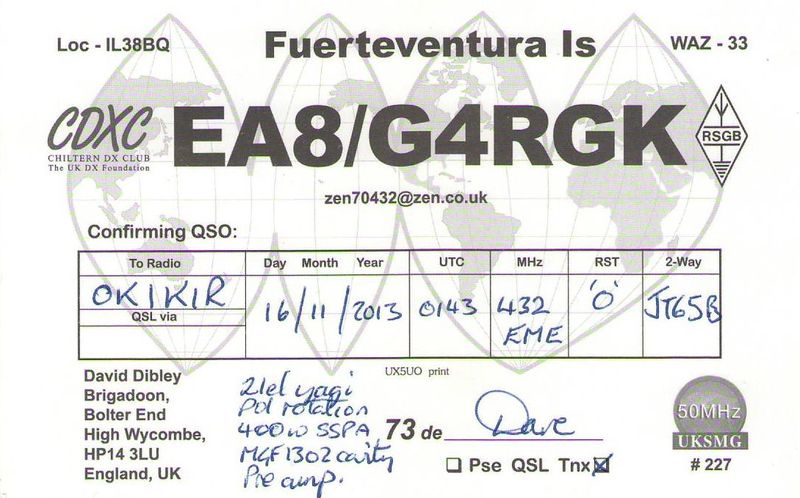 Loc - IL38BQ
Fuerteventura Is
WAZ - 33
CDXC
CHILTERN DX CLUB
The UK DX Foundation
EA8/G4RGK
RSGB
zen70432@zen.co.uk
Confirming QSO:
To Radio Day Month Year UTC MHz RST 2-Way
OK1KIR 16/11/2013 0143 432 EME 'O' JT65B
QSL via
UX5UO print
David Dibley
Brigadoon,
Bolter End
High Wycombe,
HP14 3LU
England, UK
21el yagi
Pol rotation
400w SSPA,
MGF1302 cavity
Pre amp.
73 de Dave
Pse QSL Tnx
50MHz
UKSMG
# 227